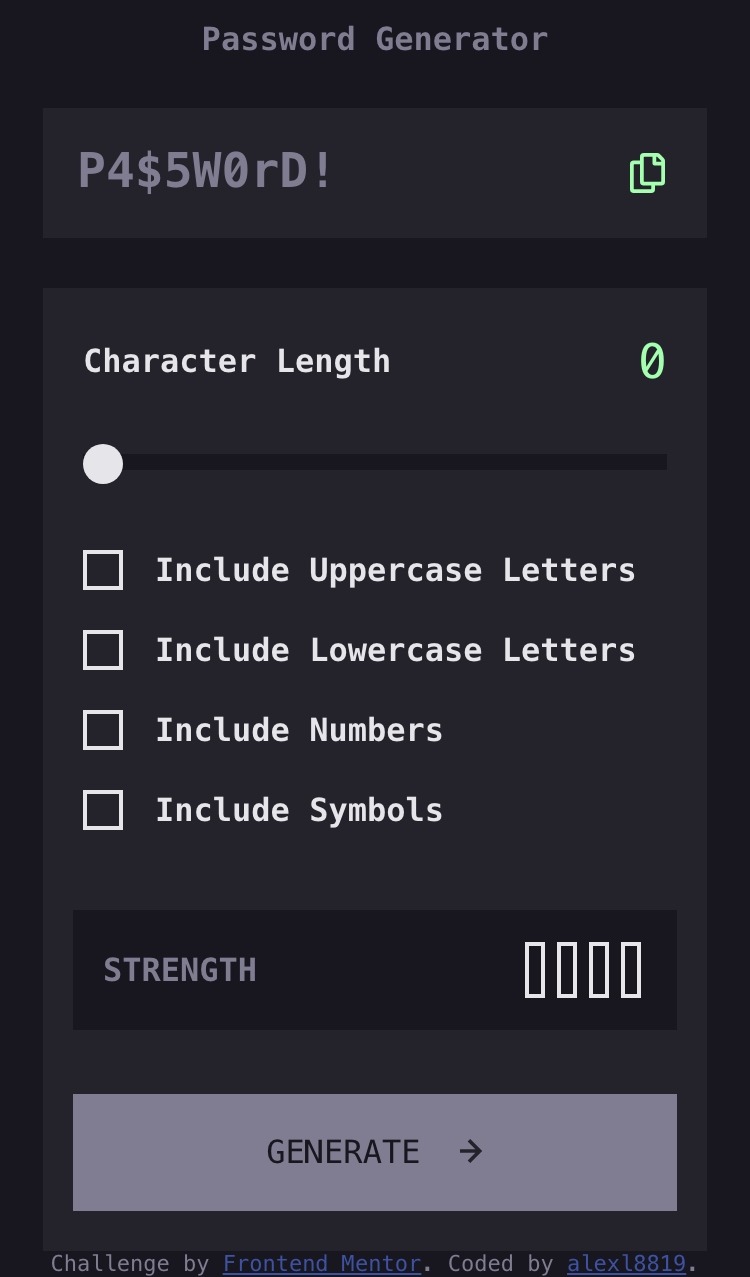 Password Generator
P4$5W0rD!
Character Length 0
Include Uppercase Letters
Include Lowercase Letters
Include Numbers
Include Symbols
STRENGTH
GENERATE →
Challenge by Frontend Mentor. Coded by alexl8819.